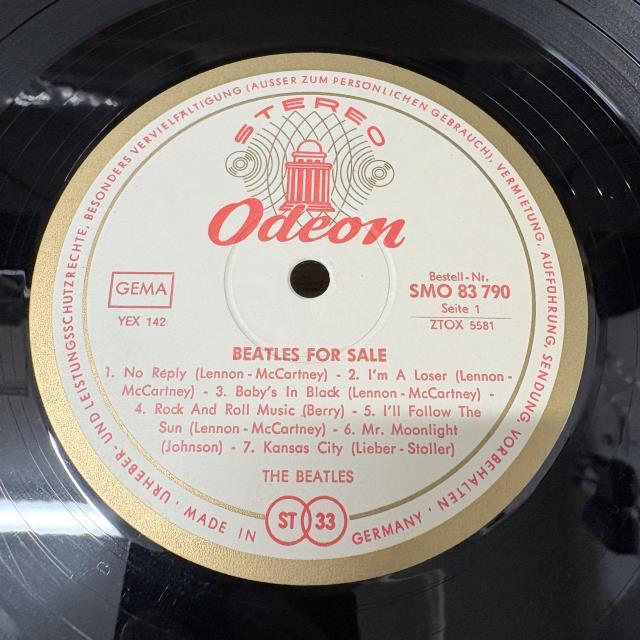 URHEBER- UND LEISTUNGSSCHUTZRECHTE, BESONDERS VERVIELFÄLTIGUNG (AUSSER ZUM PERSÖNLICHEN GEBRAUCH), VERMIETUNG, AUFFÜHRUNG, SENDUNG VORBEHALTEN ·
STEREO
Odeon
GEMA
YEX 142
Bestell-Nr.
SMO 83 790
Seite 1
ZTOX 5581
BEATLES FOR SALE
1. No Reply (Lennon-McCartney) - 2. I'm A Loser (Lennon-
McCartney) - 3. Baby's In Black (Lennon-McCartney) -
4. Rock And Roll Music (Berry) - 5. I'll Follow The
Sun (Lennon-McCartney) - 6. Mr. Moonlight
(Johnson) - 7. Kansas City (Lieber-Stoller)
THE BEATLES
MADE IN GERMANY ·
ST 33